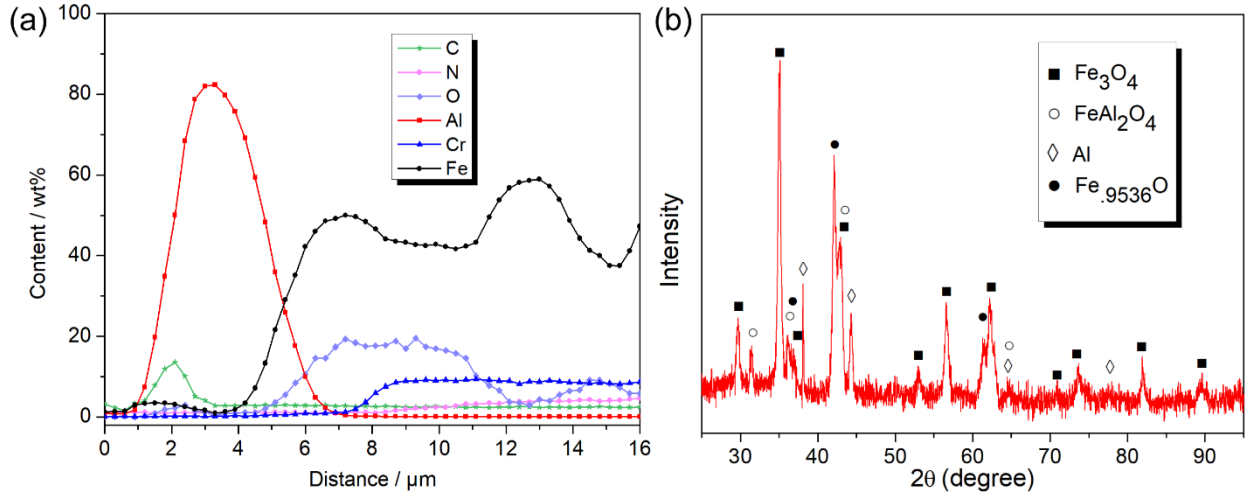 (a)
100
80
60
40
20
0
Content / wt%
0 2 4 6 8 10 12 14 16
Distance / μm
C
N
O
Al
Cr
Fe
(b)
Intensity
Fe3O4
FeAl2O4
Al
Fe.9536O
30 40 50 60 70 80 90
2θ (degree)